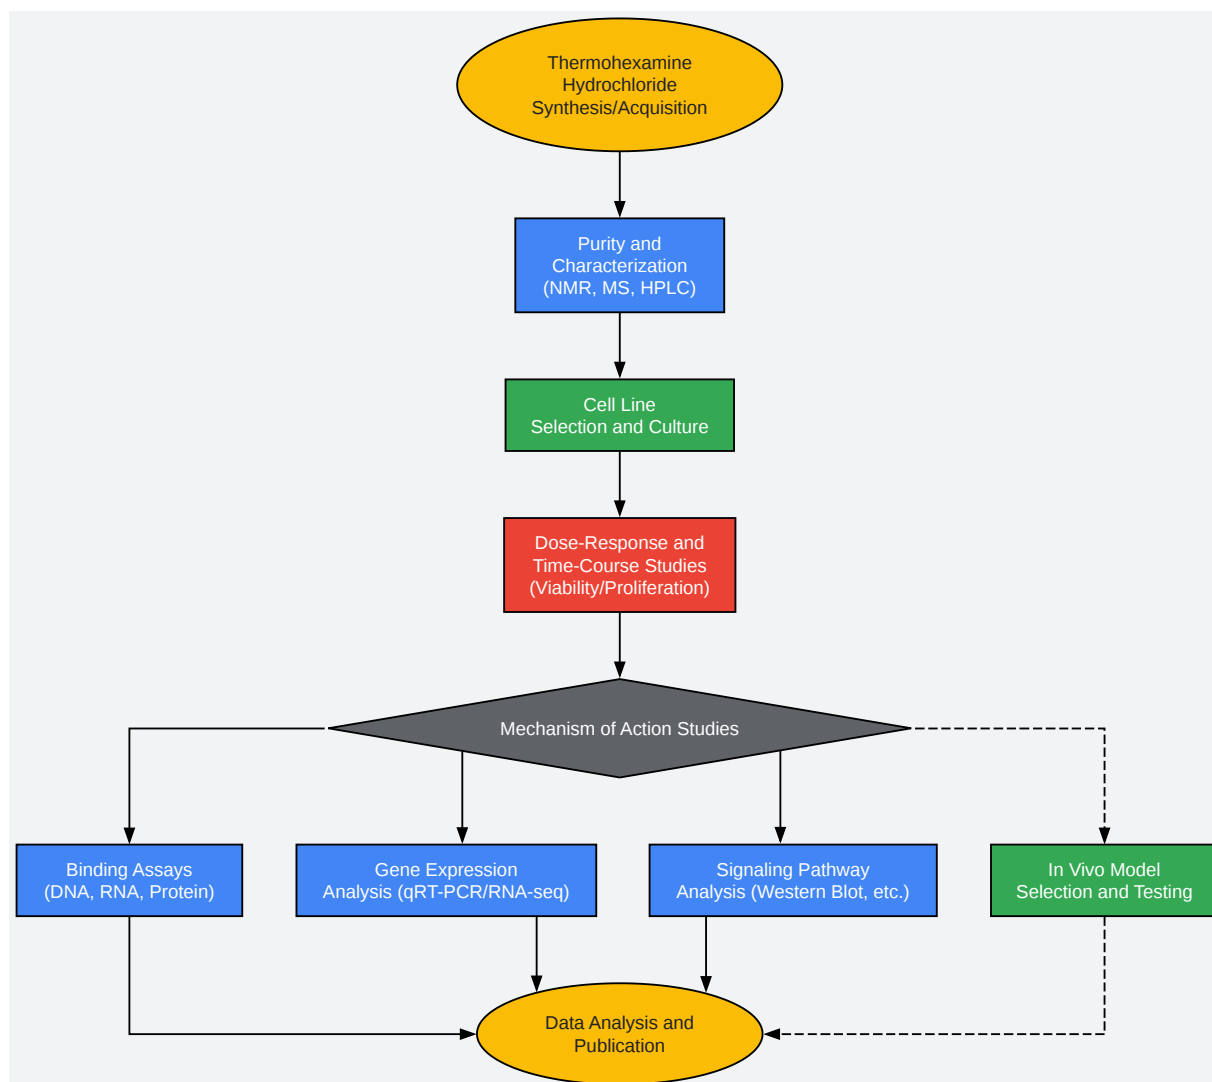 Thermohexamine
Hydrochloride
Synthesis/Acquisition
Purity and
Characterization
(NMR, MS, HPLC)
Cell Line
Selection and Culture
Dose-Response and
Time-Course Studies
(Viability/Proliferation)
Mechanism of Action Studies
Binding Assays
(DNA, RNA, Protein)
Gene Expression
Analysis (qRT-PCR/RNA-seq)
Signaling Pathway
Analysis (Western Blot, etc.)
In Vivo Model
Selection and Testing
Data Analysis and
Publication